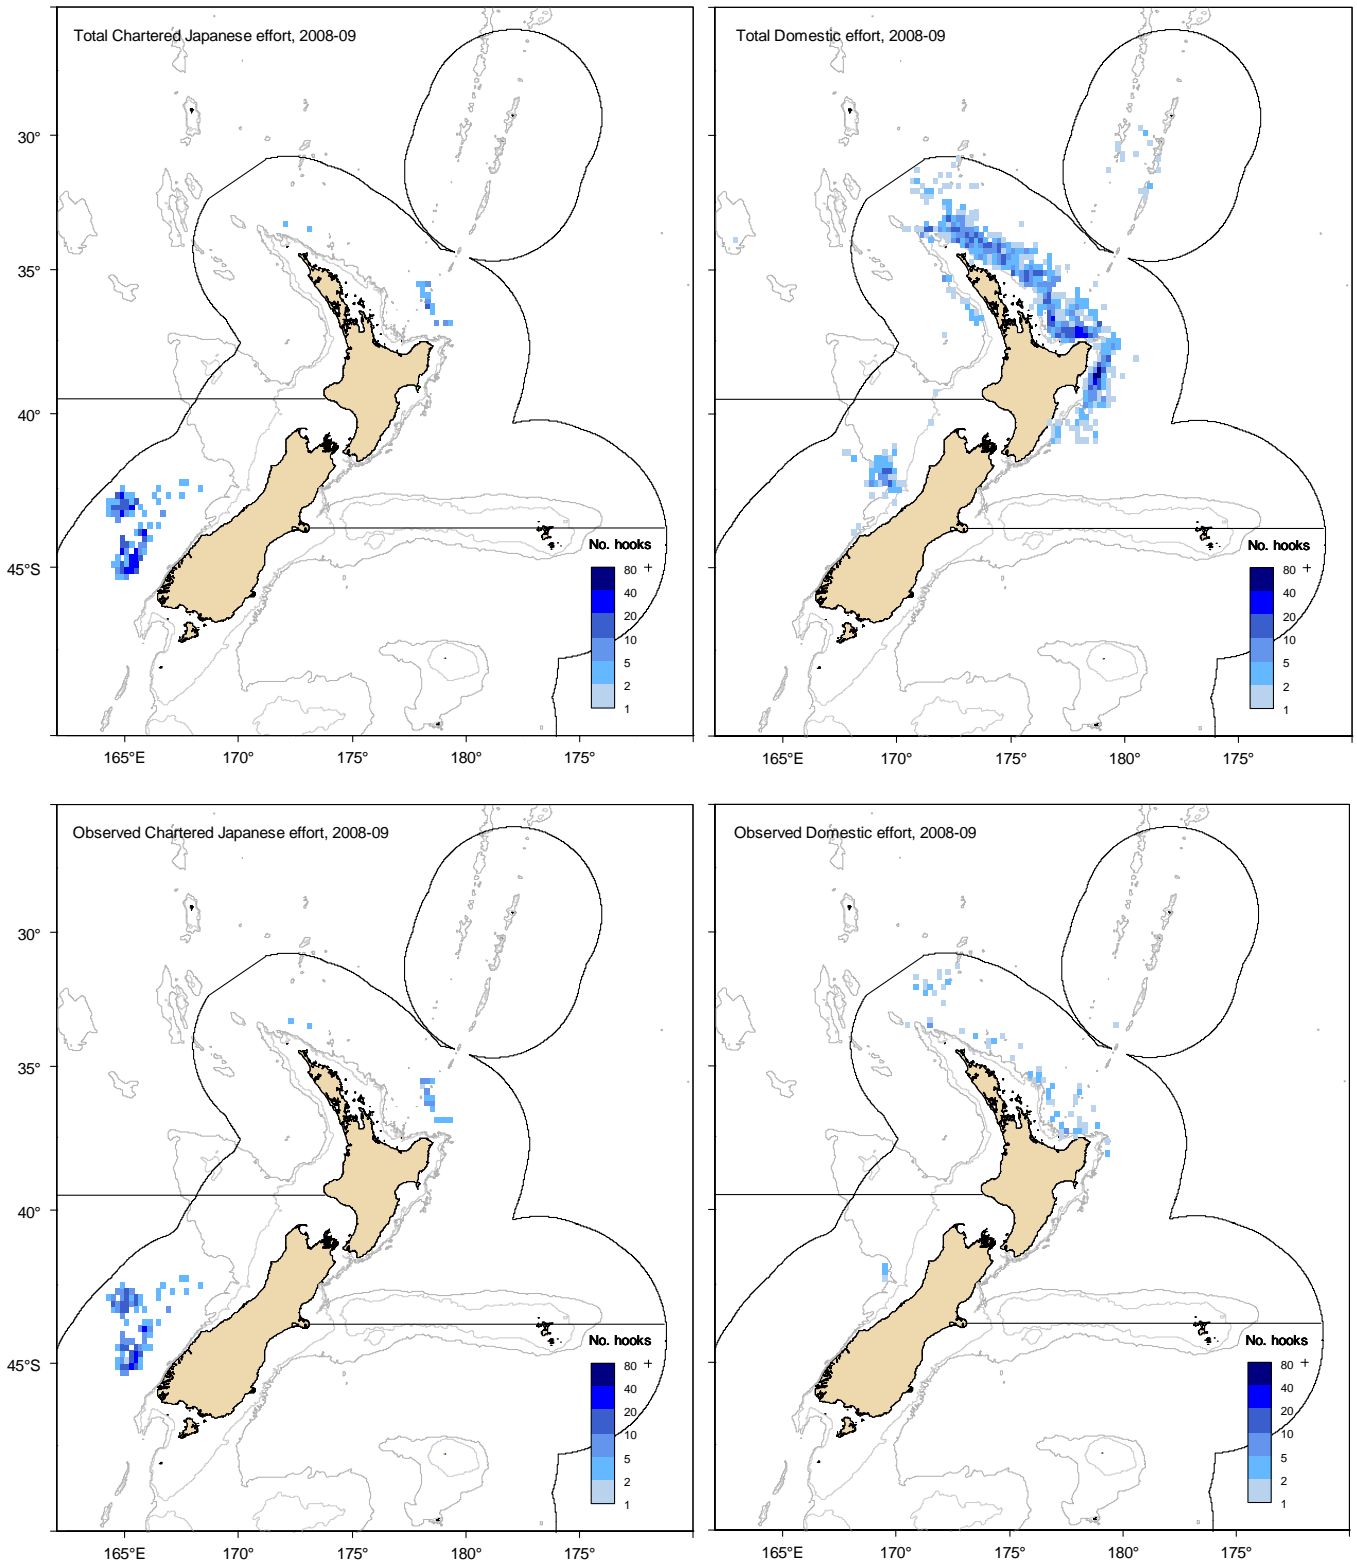 Total Chartered Japanese effort, 2008-09
30°
35°
40°
45°S
No. hooks
80 +
40
20
10
5
2
1
165°E 170° 175° 180° 175°
Total Domestic effort, 2008-09
No. hooks
80 +
40
20
10
5
2
1
165°E 170° 175° 180° 175°
Observed Chartered Japanese effort, 2008-09
30°
35°
40°
45°S
No. hooks
80 +
40
20
10
5
2
1
165°E 170° 175° 180° 175°
Observed Domestic effort, 2008-09
No. hooks
80 +
40
20
10
5
2
1
165°E 170° 175° 180° 175°